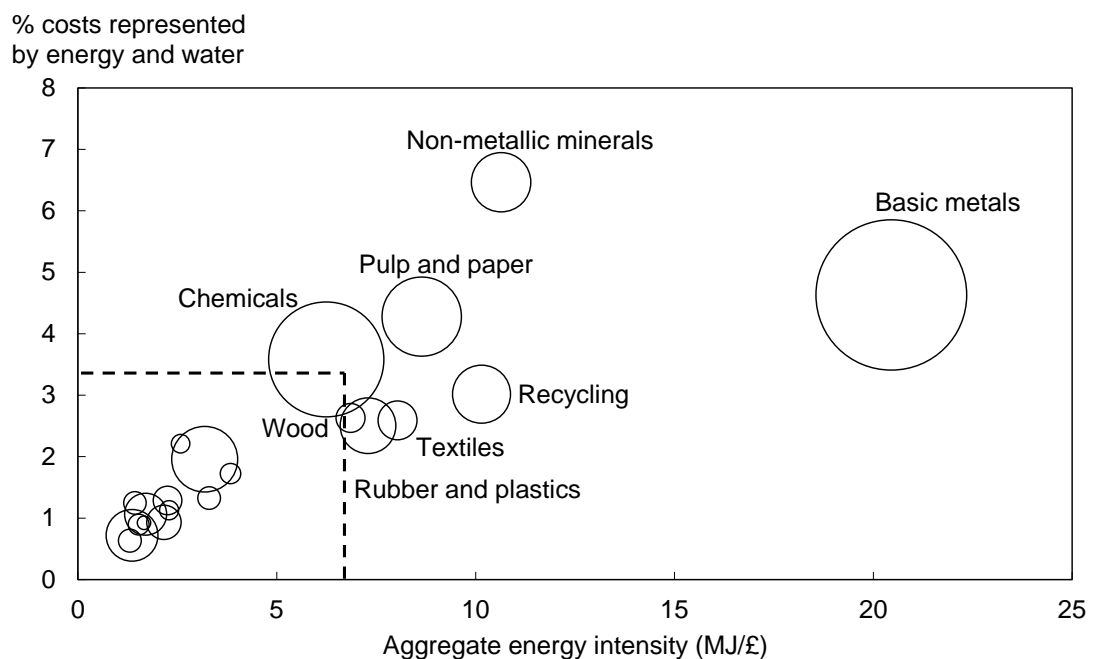 % costs represented
by energy and water
8
7
Non-metallic minerals
6
Basic metals
5
Pulp and paper
Chemicals
4
3
Recycling
Wood
Textiles
2
Rubber and plastics
1
0
0 5 10 15 20 25
Aggregate energy intensity (MJ/£)